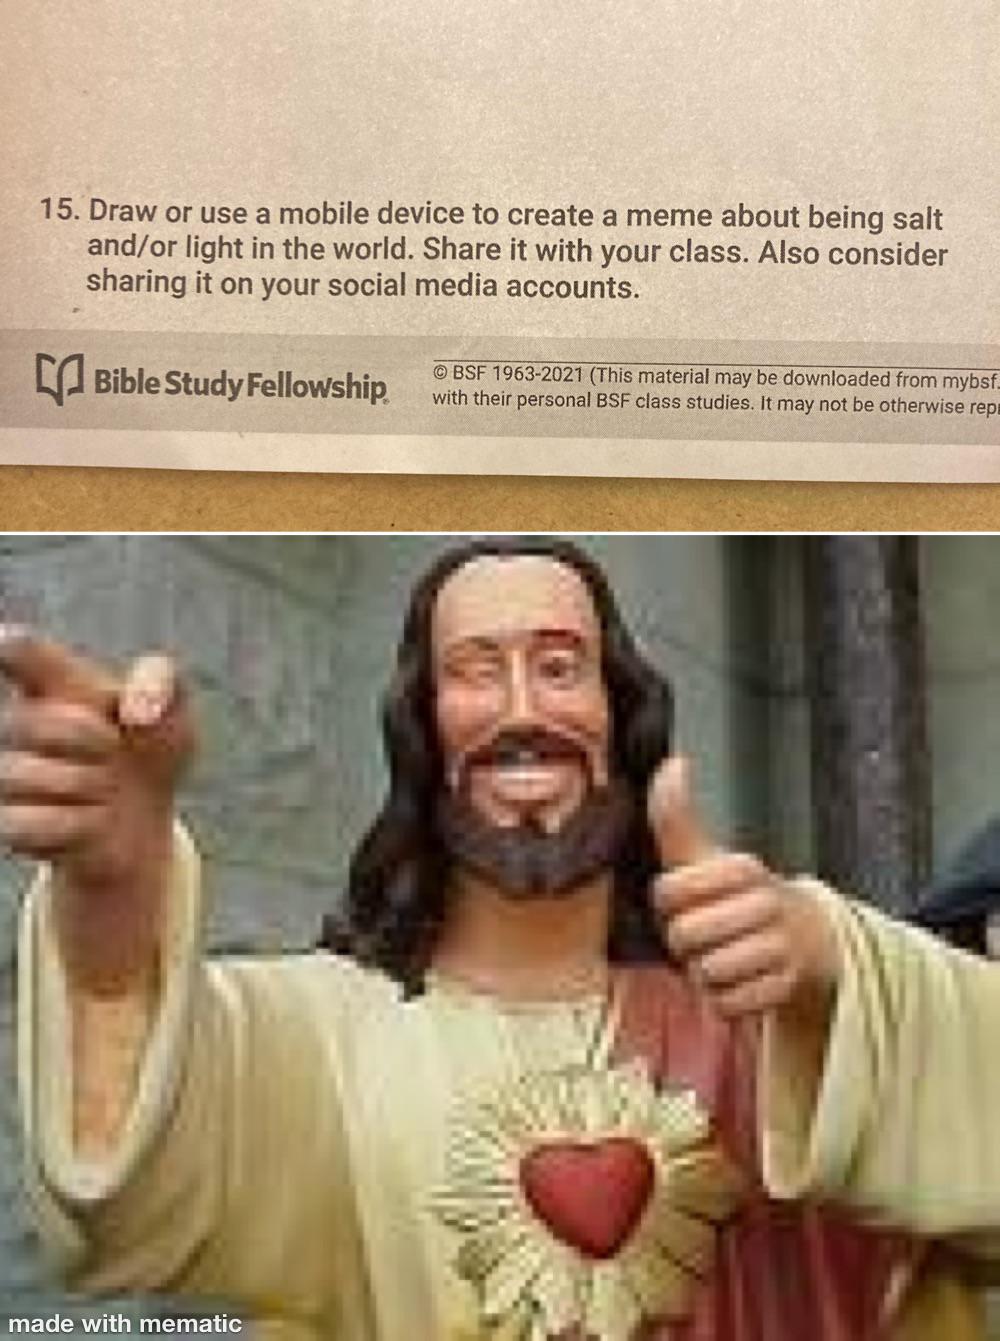 15. Draw or use a mobile device to create a meme about being salt
and/or light in the world. Share it with your class. Also consider
sharing it on your social media accounts.
Bible Study Fellowship®
© BSF 1963-2021 (This material may be downloaded from mybsf.
with their personal BSF class studies. It may not be otherwise
made with mematic